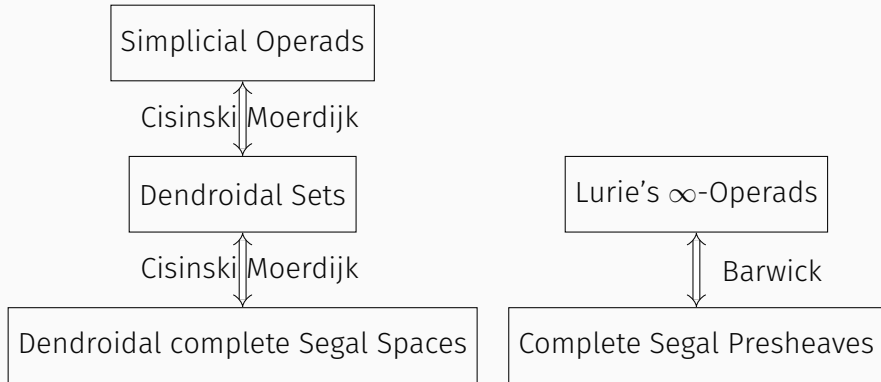 Simplicial Operads
Cisinski Moerdijk
Dendroidal Sets
Lurie's ∞-Operads
Cisinski Moerdijk
Barwick
Dendroidal complete Segal Spaces
Complete Segal Presheaves